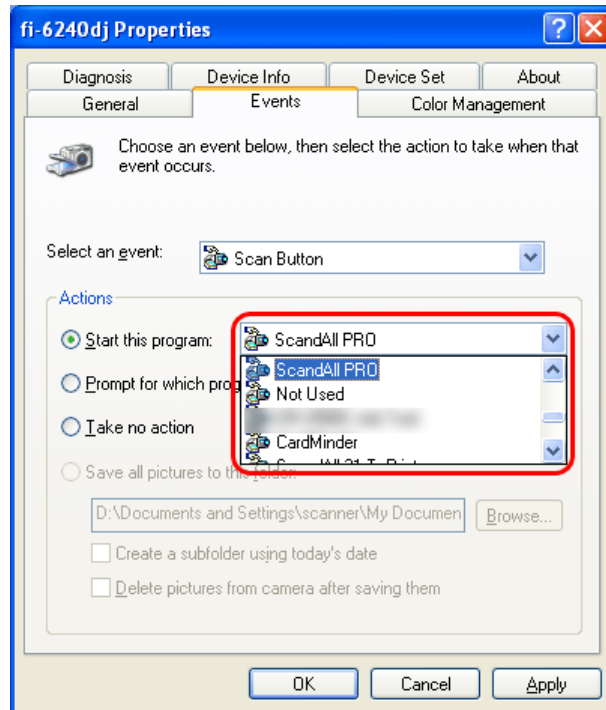 fi-6240dj Properties
Diagnosis
Device Info
Device Set
About
General
Events
Color Management
Choose an event below, then select the action to take when that
event occurs.
Select an event:
Scan Button
Actions
Start this program:
ScandAll PRO
ScandAll PRO
Prompt for which prog
Not Used
Take no action
CardMinder
Save all pictures to this folder:
D:\Documents and Settings\scanner\My Documen
Browse...
Create a subfolder using today's date
Delete pictures from camera after saving them
OK
Cancel
Apply